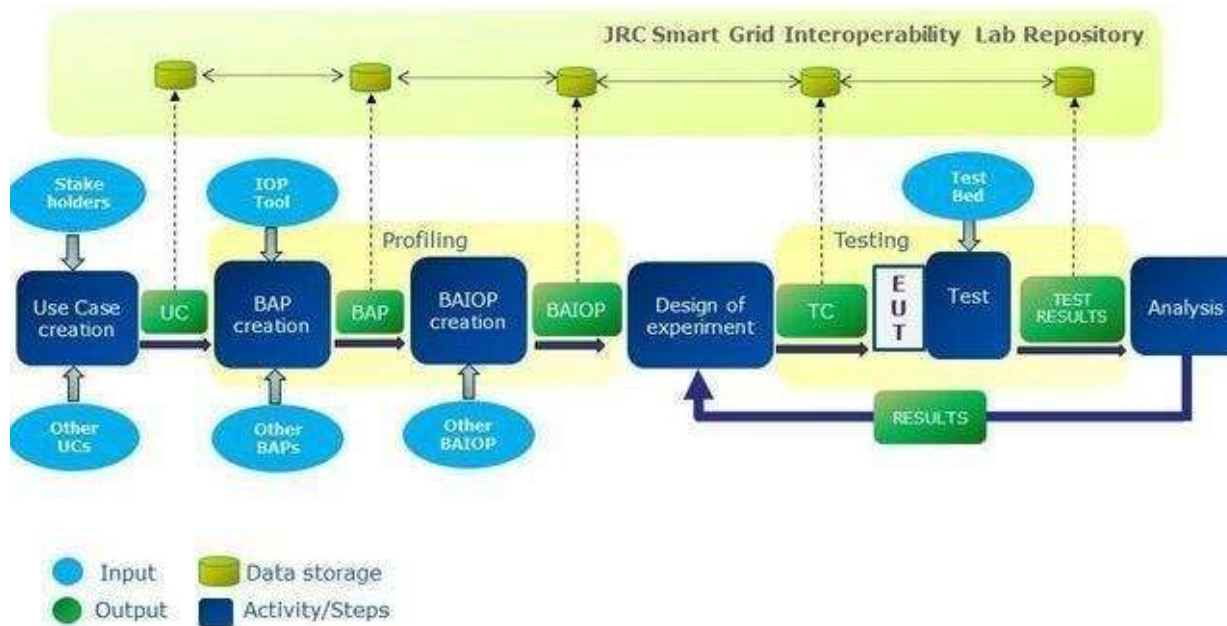 JRC Smart Grid Interoperability Lab Repository
Stake
holders
IOP
Tool
Test
Bed
Profiling
Testing
Use Case
creation
UC
BAP
creation
BAP
BAIOP
creation
BAIOP
Design of
experiment
TC
EUT
Test
TEST
RESULTS
Analysis
Other
UCs
Other
BAPs
Other
BAIOP
RESULTS
Input
Data storage
Output
Activity/Steps